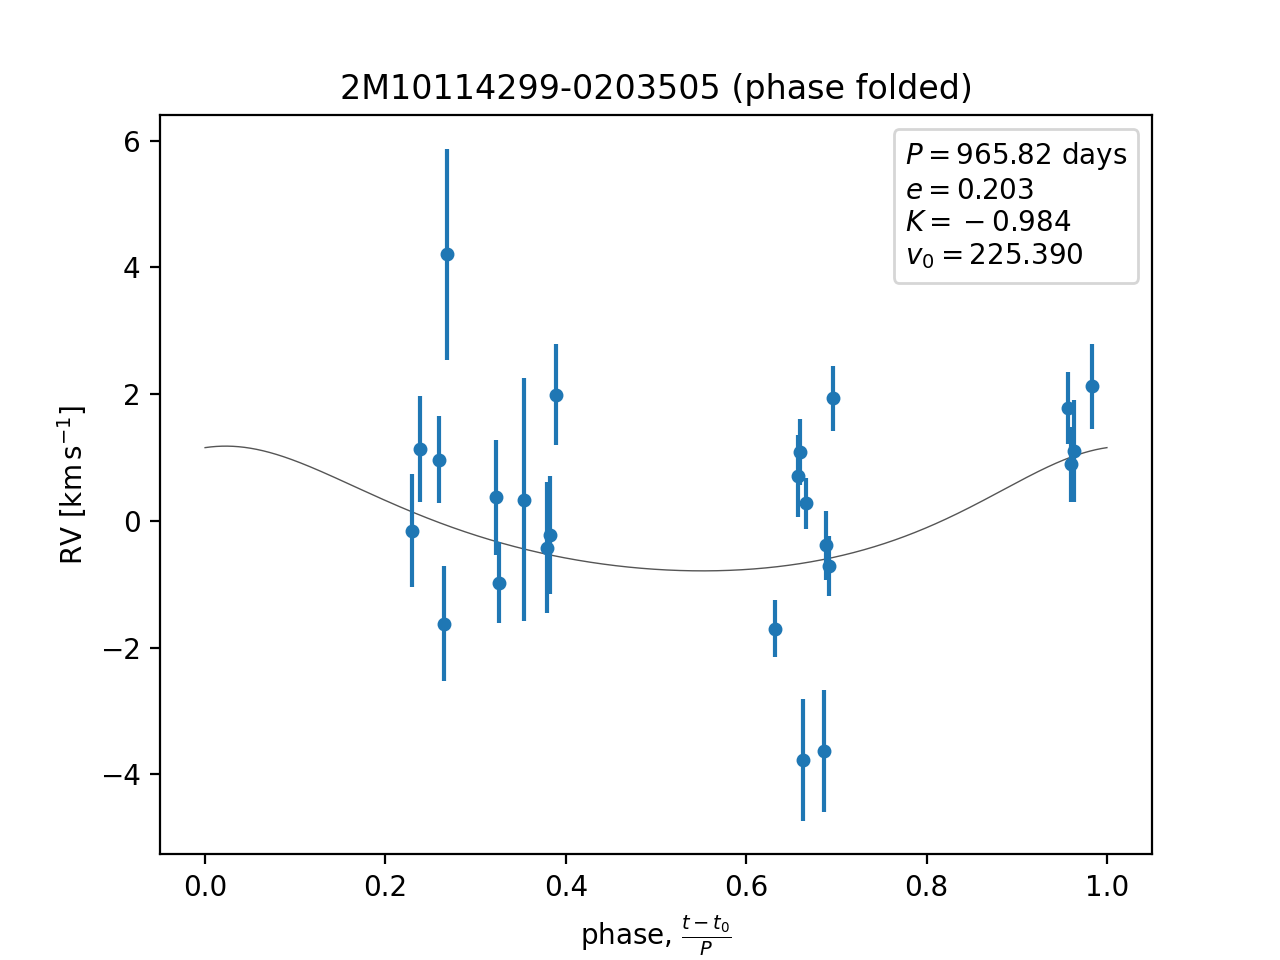 2M10114299-0203505 (phase folded)
P = 965.82 days
e = 0.203
K = −0.984
v₀ = 225.390
RV [km s⁻¹]
6
4
2
0
−2
−4
0.0 0.2 0.4 0.6 0.8 1.0
phase, (t − t₀)/P